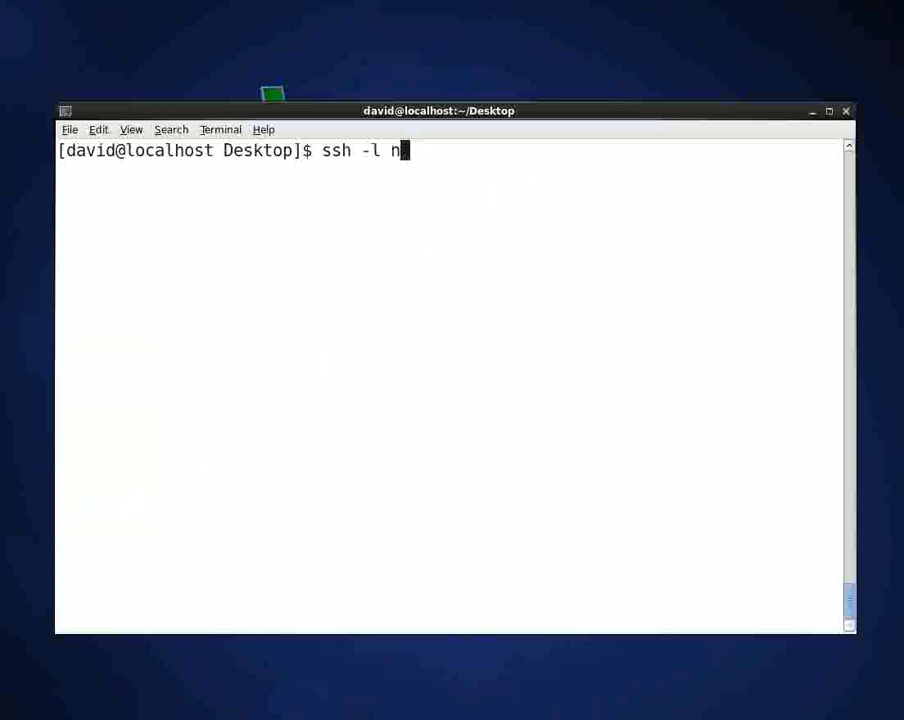 david@localhost:~/Desktop
File Edit View Search Terminal Help
[david@localhost Desktop]$ ssh -l n